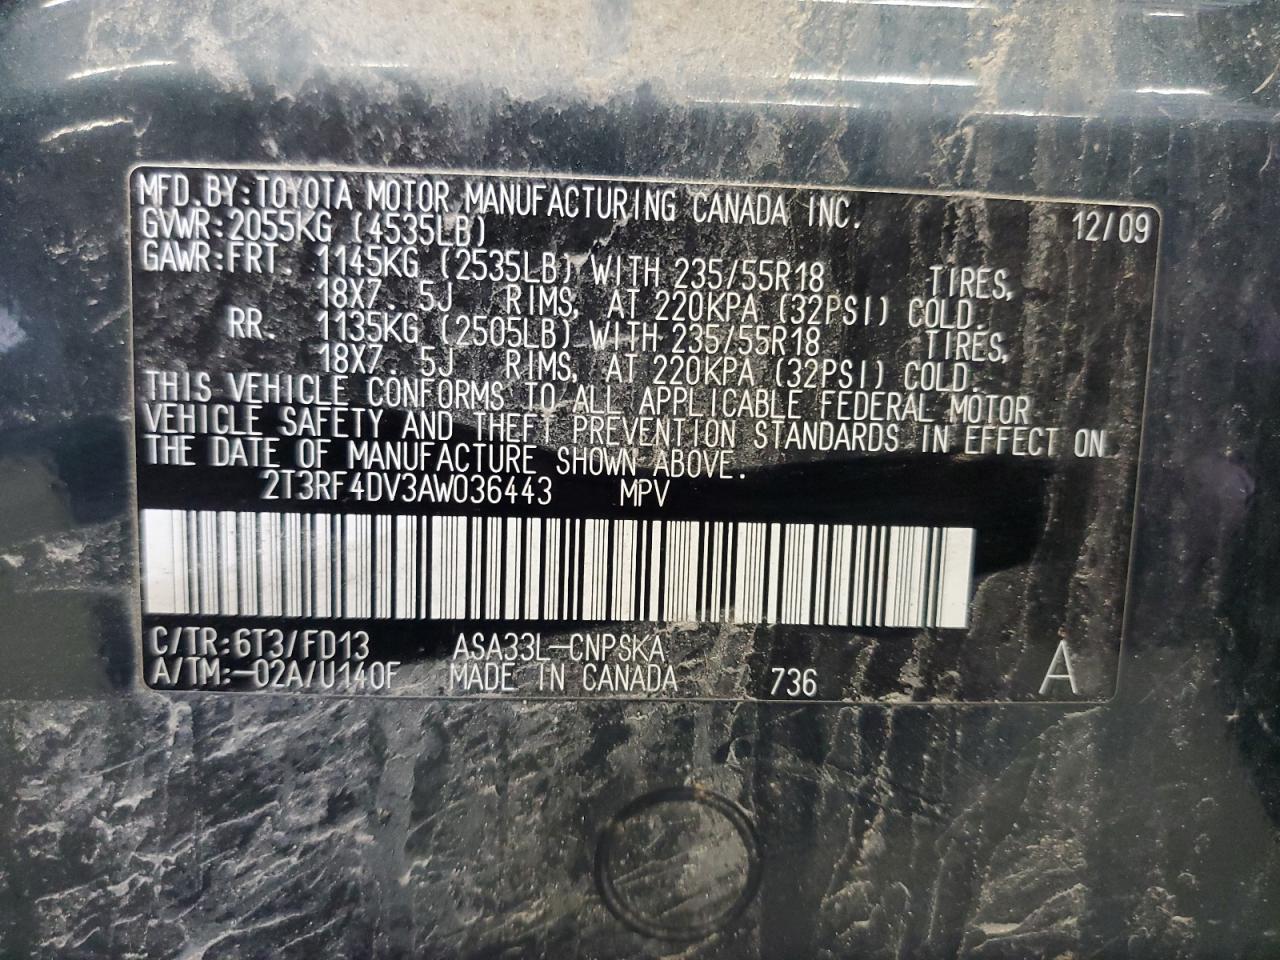 MFD.BY:TOYOTA MOTOR MANUFACTURING CANADA INC. 12/09
GVWR:2055KG (4535LB)
GAWR:FRT. 1145KG (2535LB) WITH 235/55R18 TIRES,
18X7. 5J RIMS, AT 220KPA (32PSI) COLD.
RR. 1135KG (2505LB) WITH 235/55R18 TIRES,
18X7. 5J RIMS, AT 220KPA (32PSI) COLD.
THIS VEHICLE CONFORMS TO ALL APPLICABLE FEDERAL MOTOR
VEHICLE SAFETY AND THEFT PREVENTION STANDARDS IN EFFECT ON
THE DATE OF MANUFACTURE SHOWN ABOVE.
2T3RF4DV3AW036443 MPV
C/TR:6T3/FD13 ASA33L-CNPSKA
A/TM:-02A/U140F MADE IN CANADA 736 A